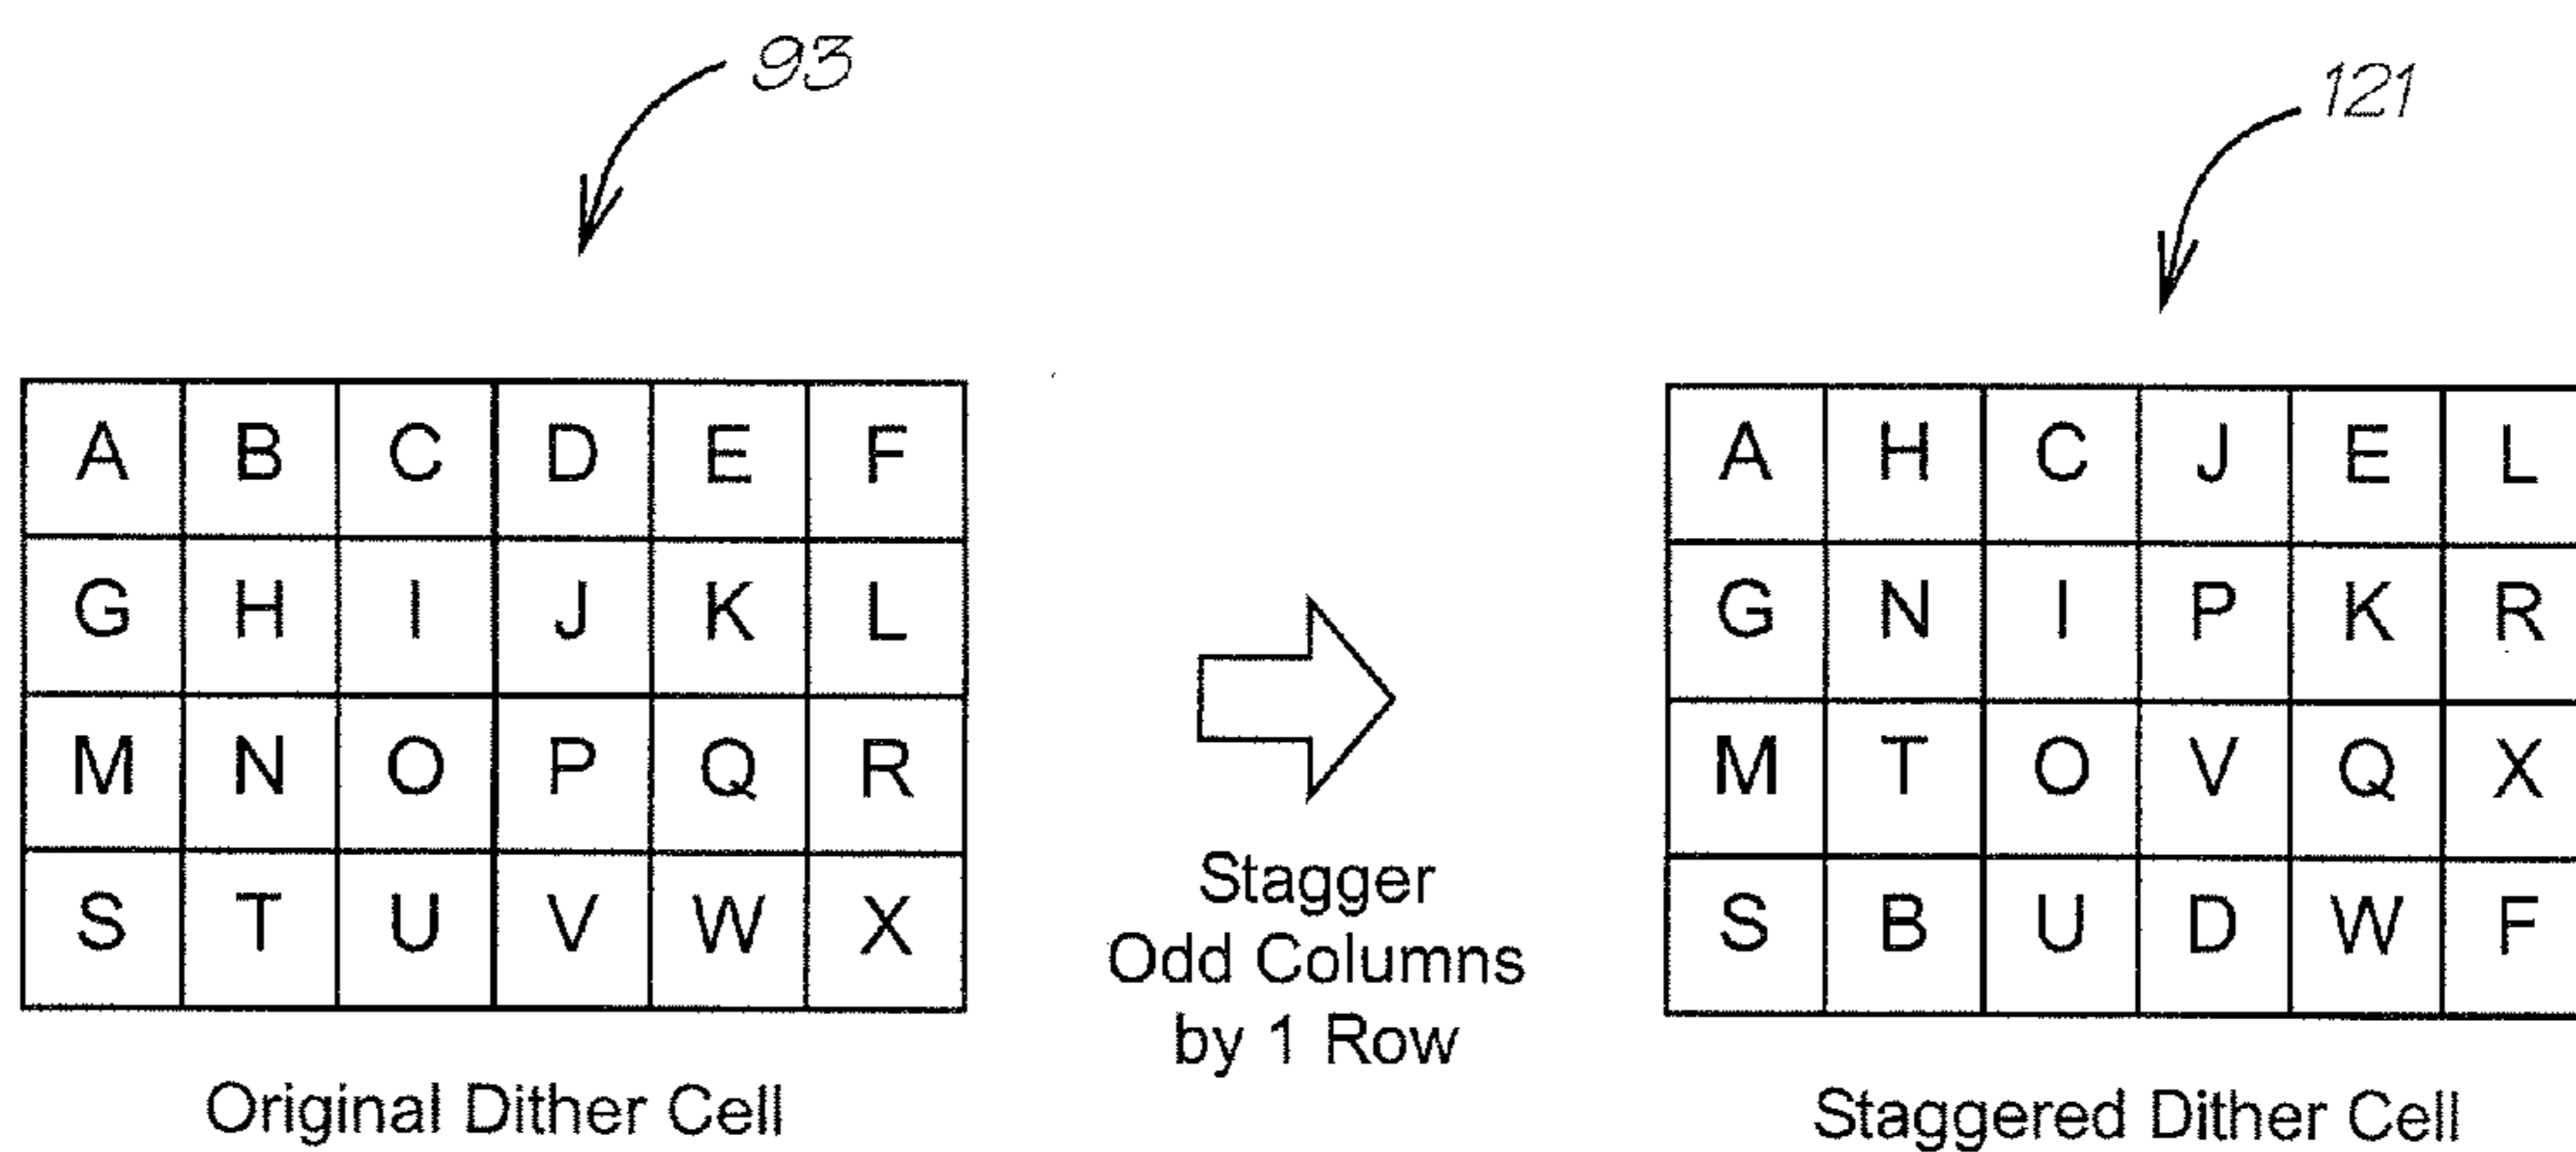 93
121
A B C D E F
G H I J K L
M N O P Q R
S T U V W X
Original Dither Cell
Stagger
Odd Columns
by 1 Row
A H C J E L
G N I P K R
M T O V Q X
S B U D W F
Staggered Dither Cell